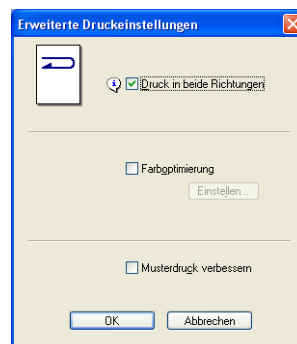 Erweiterte Druckeinstellungen
Druck in beide Richtungen
Farboptimierung
Einstellen...
Musterdruck verbessern
OK
Abbrechen